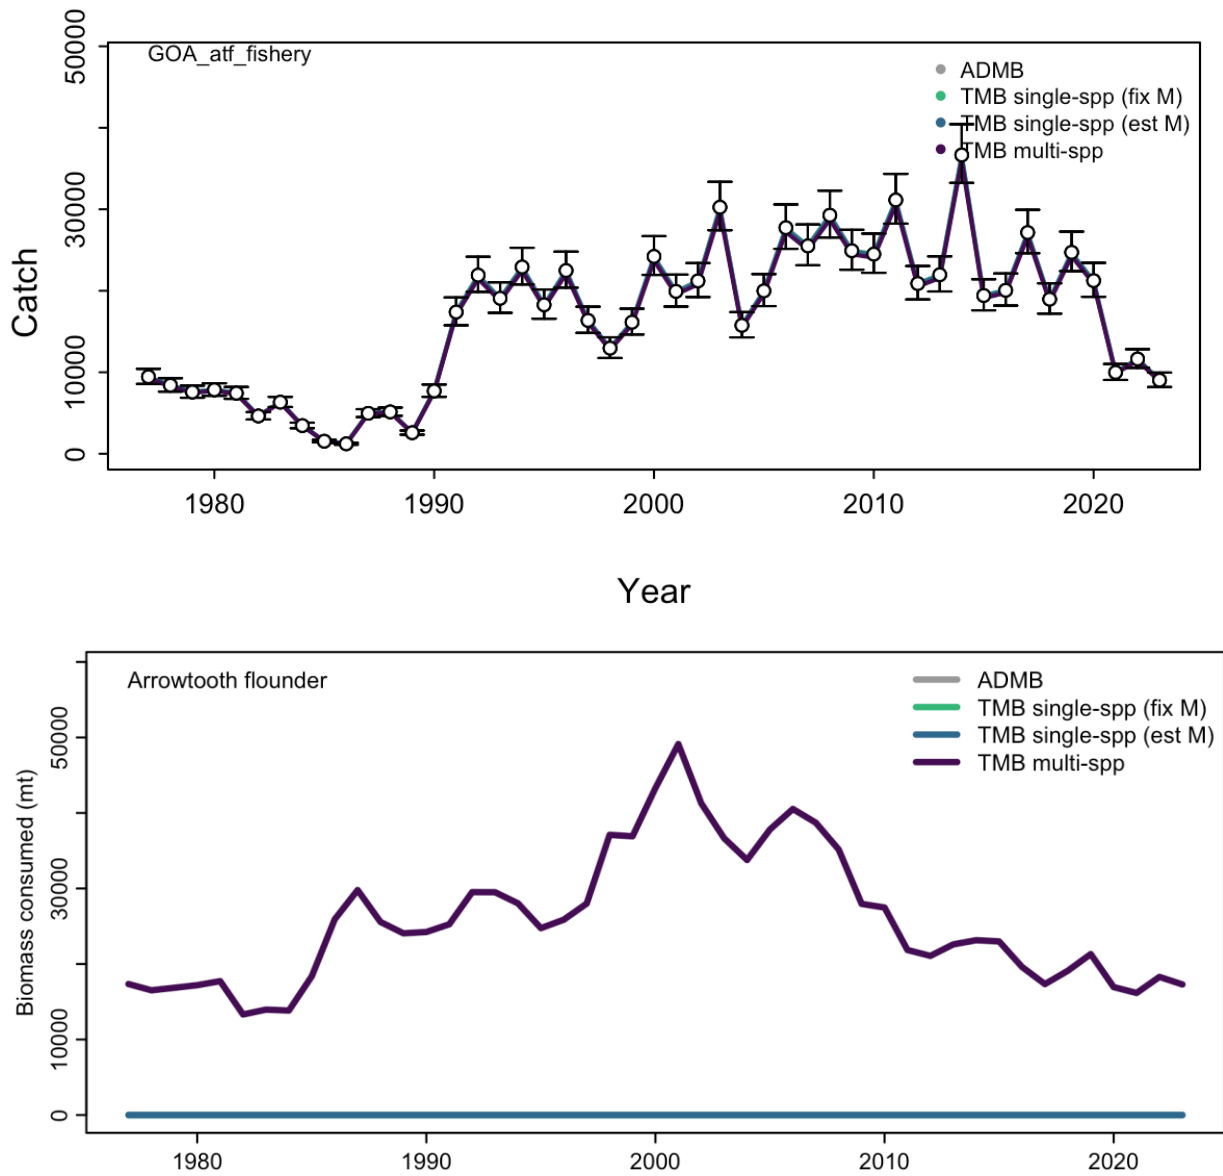 GOA_atf_fishery
ADMB
TMB single-spp (fix M)
TMB single-spp (est M)
TMB multi-spp
Catch
50000
30000
10000
0
1980 1990 2000 2010 2020
Year
Arrowtooth flounder
ADMB
TMB single-spp (fix M)
TMB single-spp (est M)
TMB multi-spp
Biomass consumed (mt)
50000
30000
10000
0
1980 1990 2000 2010 2020